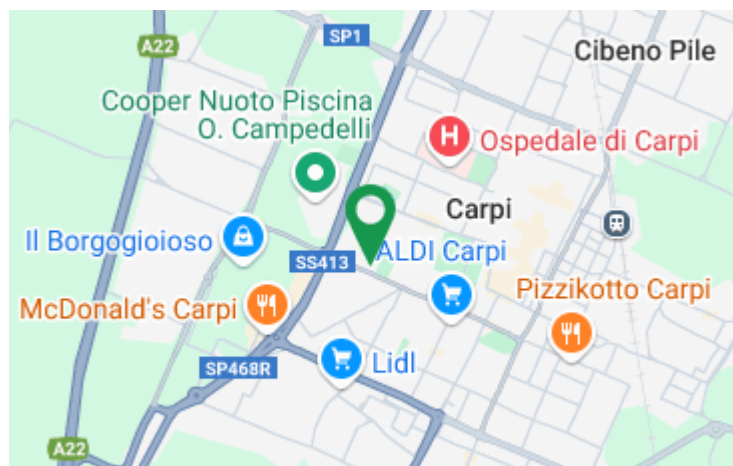 SP1
A22
Cibeno Pile
Cooper Nuoto Piscina
O. Campedelli
H
Ospedale di Carpi
Carpi
Il Borgogioioso
SS413
ALDI Carpi
McDonald's Carpi
Pizzikotto Carpi
SP468R
Lidl
A22